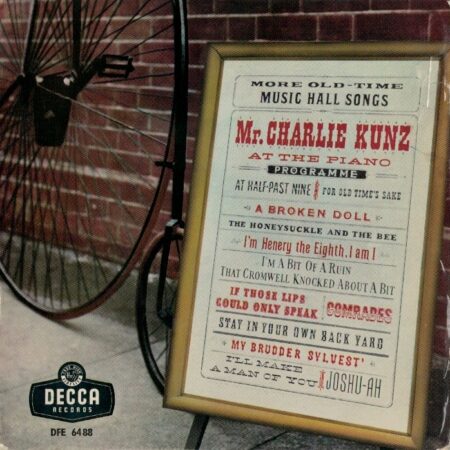 MORE OLD-TIME
MUSIC HALL SONGS
Mr. CHARLIE KUNZ
AT THE PIANO
PROGRAMME
AT HALF-PAST NINE FOR OLD TIME'S SAKE
A BROKEN DOLL
THE HONEYSUCKLE AND THE BEE
I'm Henery the Eighth, I am!
I'M A BIT OF A RUIN
THAT CROMWELL KNOCKED ABOUT A BIT
IF THOSE LIPS
COULD ONLY SPEAK
COMRADES
STAY IN YOUR OWN BACK YARD
MY BRUDDER SYLVEST'
I'LL MAKE
A MAN OF YOU
JOSHU-AH
DECCA
RECORDS
DFE 6488